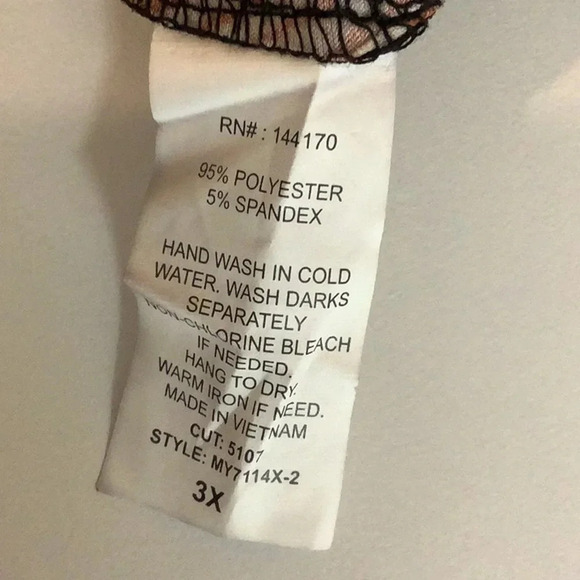 RN# : 144170
95% POLYESTER
5% SPANDEX
HAND WASH IN COLD
WATER. WASH DARKS
SEPARATELY
NON-CHLORINE BLEACH
IF NEEDED.
HANG TO DRY.
WARM IRON IF NEED.
MADE IN VIETNAM
CUT: 5107
STYLE: MY7114X-2
3X